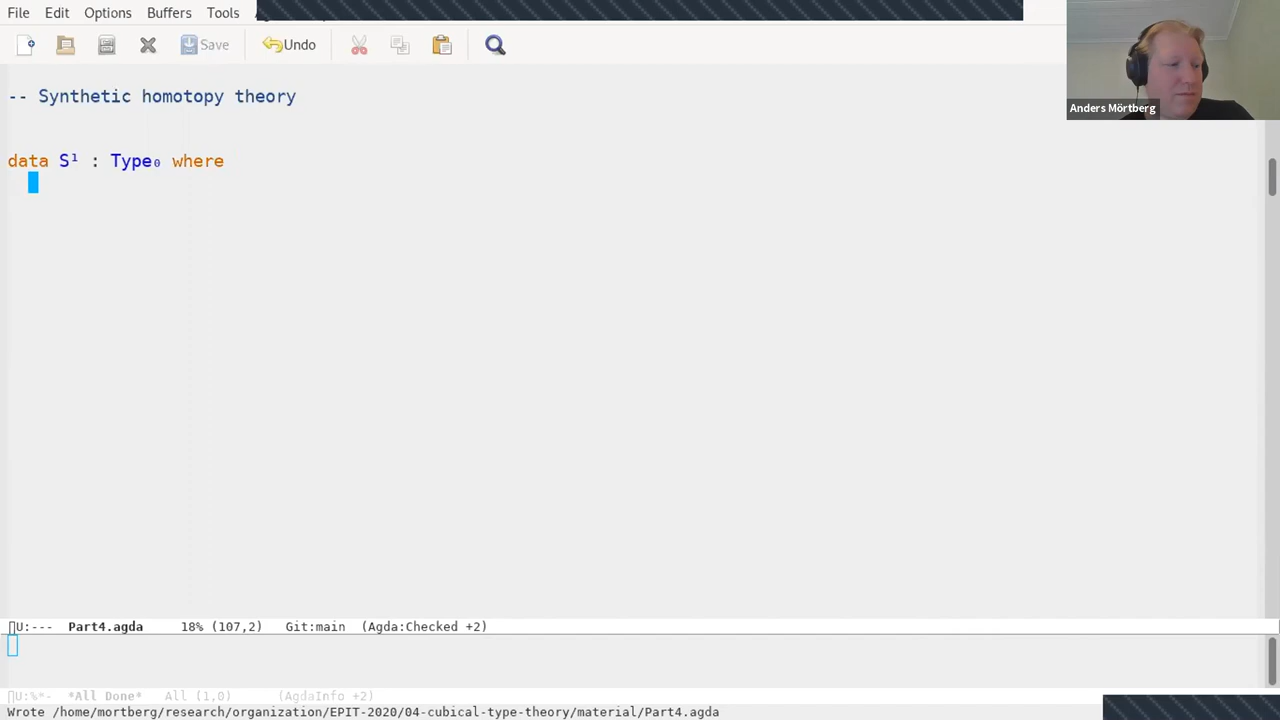 File Edit Options Buffers Tools
Save Undo
Anders Mörtberg
-- Synthetic homotopy theory
data S¹ : Type₀ where
U:--- Part4.agda 18% (107,2) Git:main (Agda:Checked +2)
U:%*- *All Done* All (1,0) (AgdaInfo +2)
Wrote /home/mortberg/research/organization/EPIT-2020/04-cubical-type-theory/material/Part4.agda